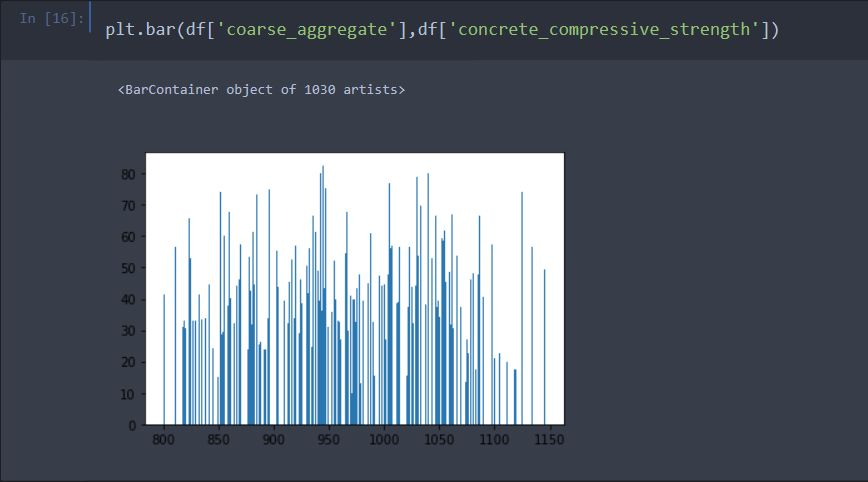 In [16]:
plt.bar(df['coarse_aggregate'],df['concrete_compressive_strength'])
<BarContainer object of 1030 artists>
80
70
60
50
40
30
20
10
0
800 850 900 950 1000 1050 1100 1150